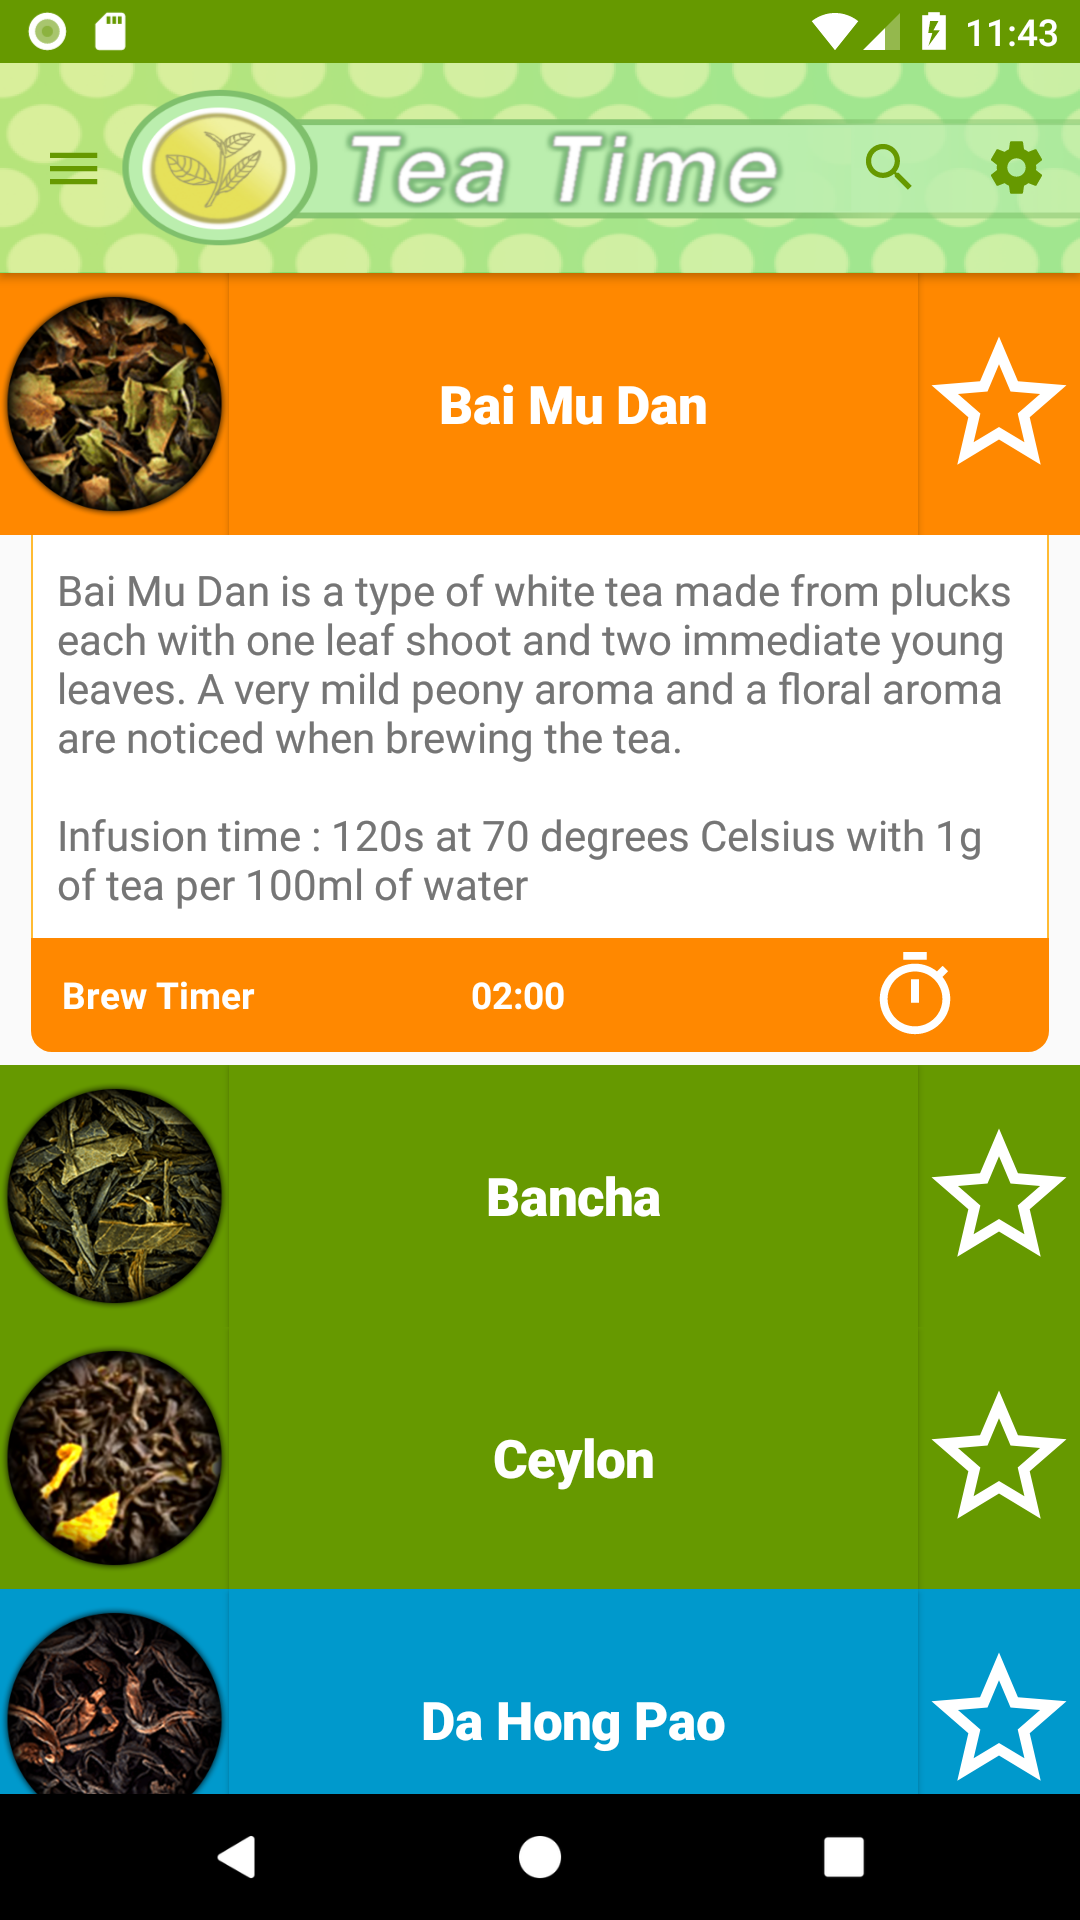 11:43
Tea Time
Bai Mu Dan
Bai Mu Dan is a type of white tea made from plucks
each with one leaf shoot and two immediate young
leaves. A very mild peony aroma and a floral aroma
are noticed when brewing the tea.
Infusion time : 120s at 70 degrees Celsius with 1g
of tea per 100ml of water
Brew Timer 02:00
Bancha
Ceylon
Da Hong Pao